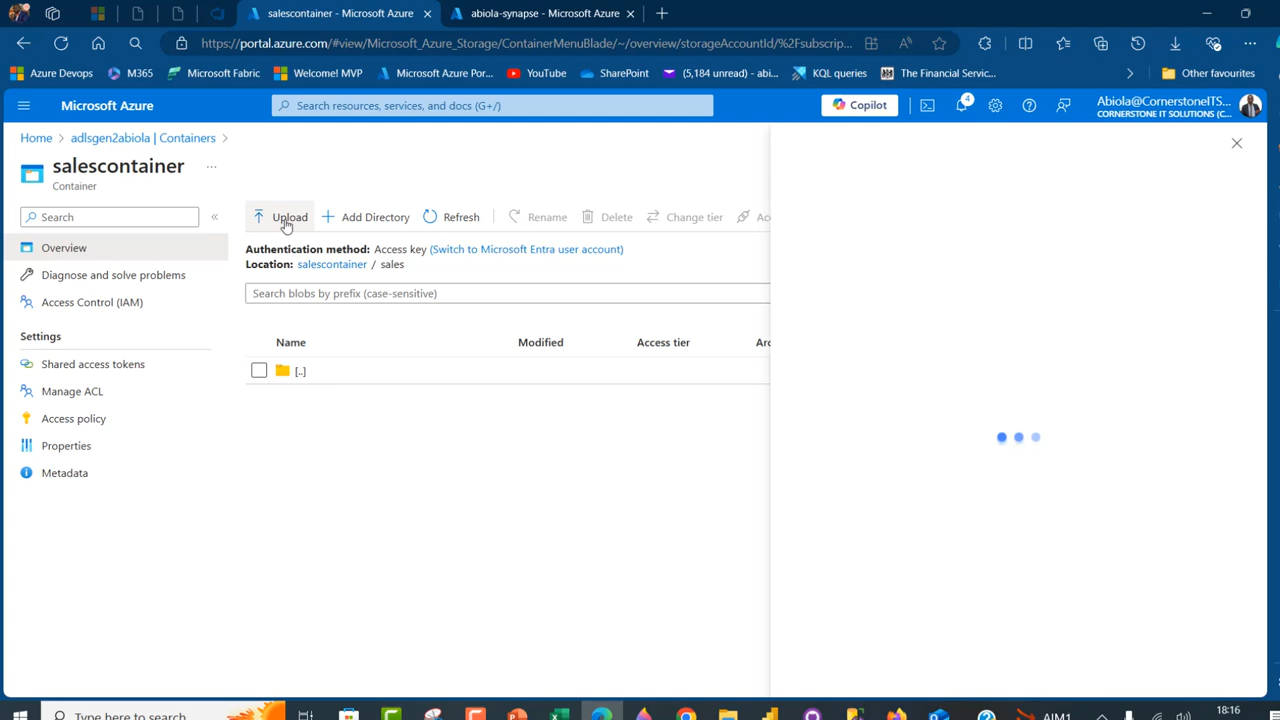 salescontainer - Microsoft Azure
abiola-synapse - Microsoft Azure
https://portal.azure.com/#view/Microsoft_Azure_Storage/ContainerMenuBlade/~/overview/storageAccountId/%2Fsubscrip...
Azure Devops
M365
Microsoft Fabric
Welcome! MVP
Microsoft Azure Por...
YouTube
SharePoint
(5,184 unread) - abi...
KQL queries
The Financial Servic...
Other favourites
Microsoft Azure
Search resources, services, and docs (G+/)
Copilot
4
Abiola@CornerstoneITS...
CORNERSTONE IT SOLUTIONS (C...
Home > adlsgen2abiola | Containers >
salescontainer
...
Container
Search
Overview
Diagnose and solve problems
Access Control (IAM)
Settings
Shared access tokens
Manage ACL
Access policy
Properties
Metadata
Upload
Add Directory
Refresh
Rename
Delete
Change tier
Authentication method: Access key (Switch to Microsoft Entra user account)
Location: salescontainer / sales
Search blobs by prefix (case-sensitive)
Name
Modified
Access tier
[..]
Type here to search
AIM1
18:16